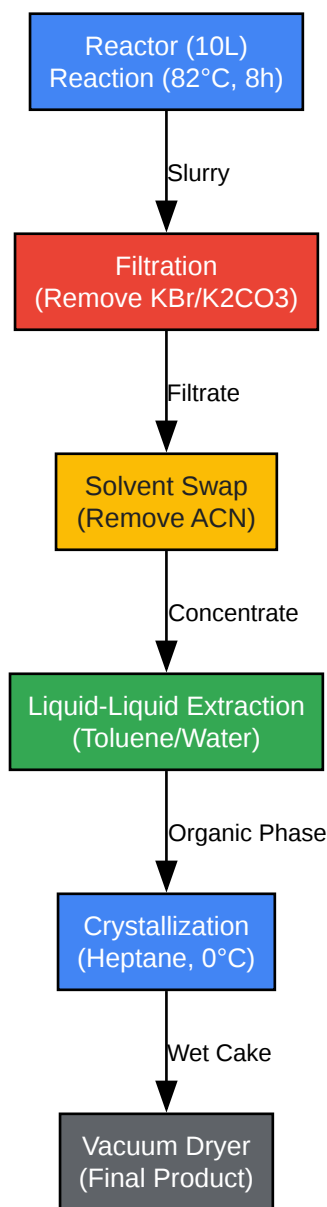 Reactor (10L)
Reaction (82°C, 8h)
Slurry
Filtration
(Remove KBr/K2CO3)
Filtrate
Solvent Swap
(Remove ACN)
Concentrate
Liquid-Liquid Extraction
(Toluene/Water)
Organic Phase
Crystallization
(Heptane, 0°C)
Wet Cake
Vacuum Dryer
(Final Product)